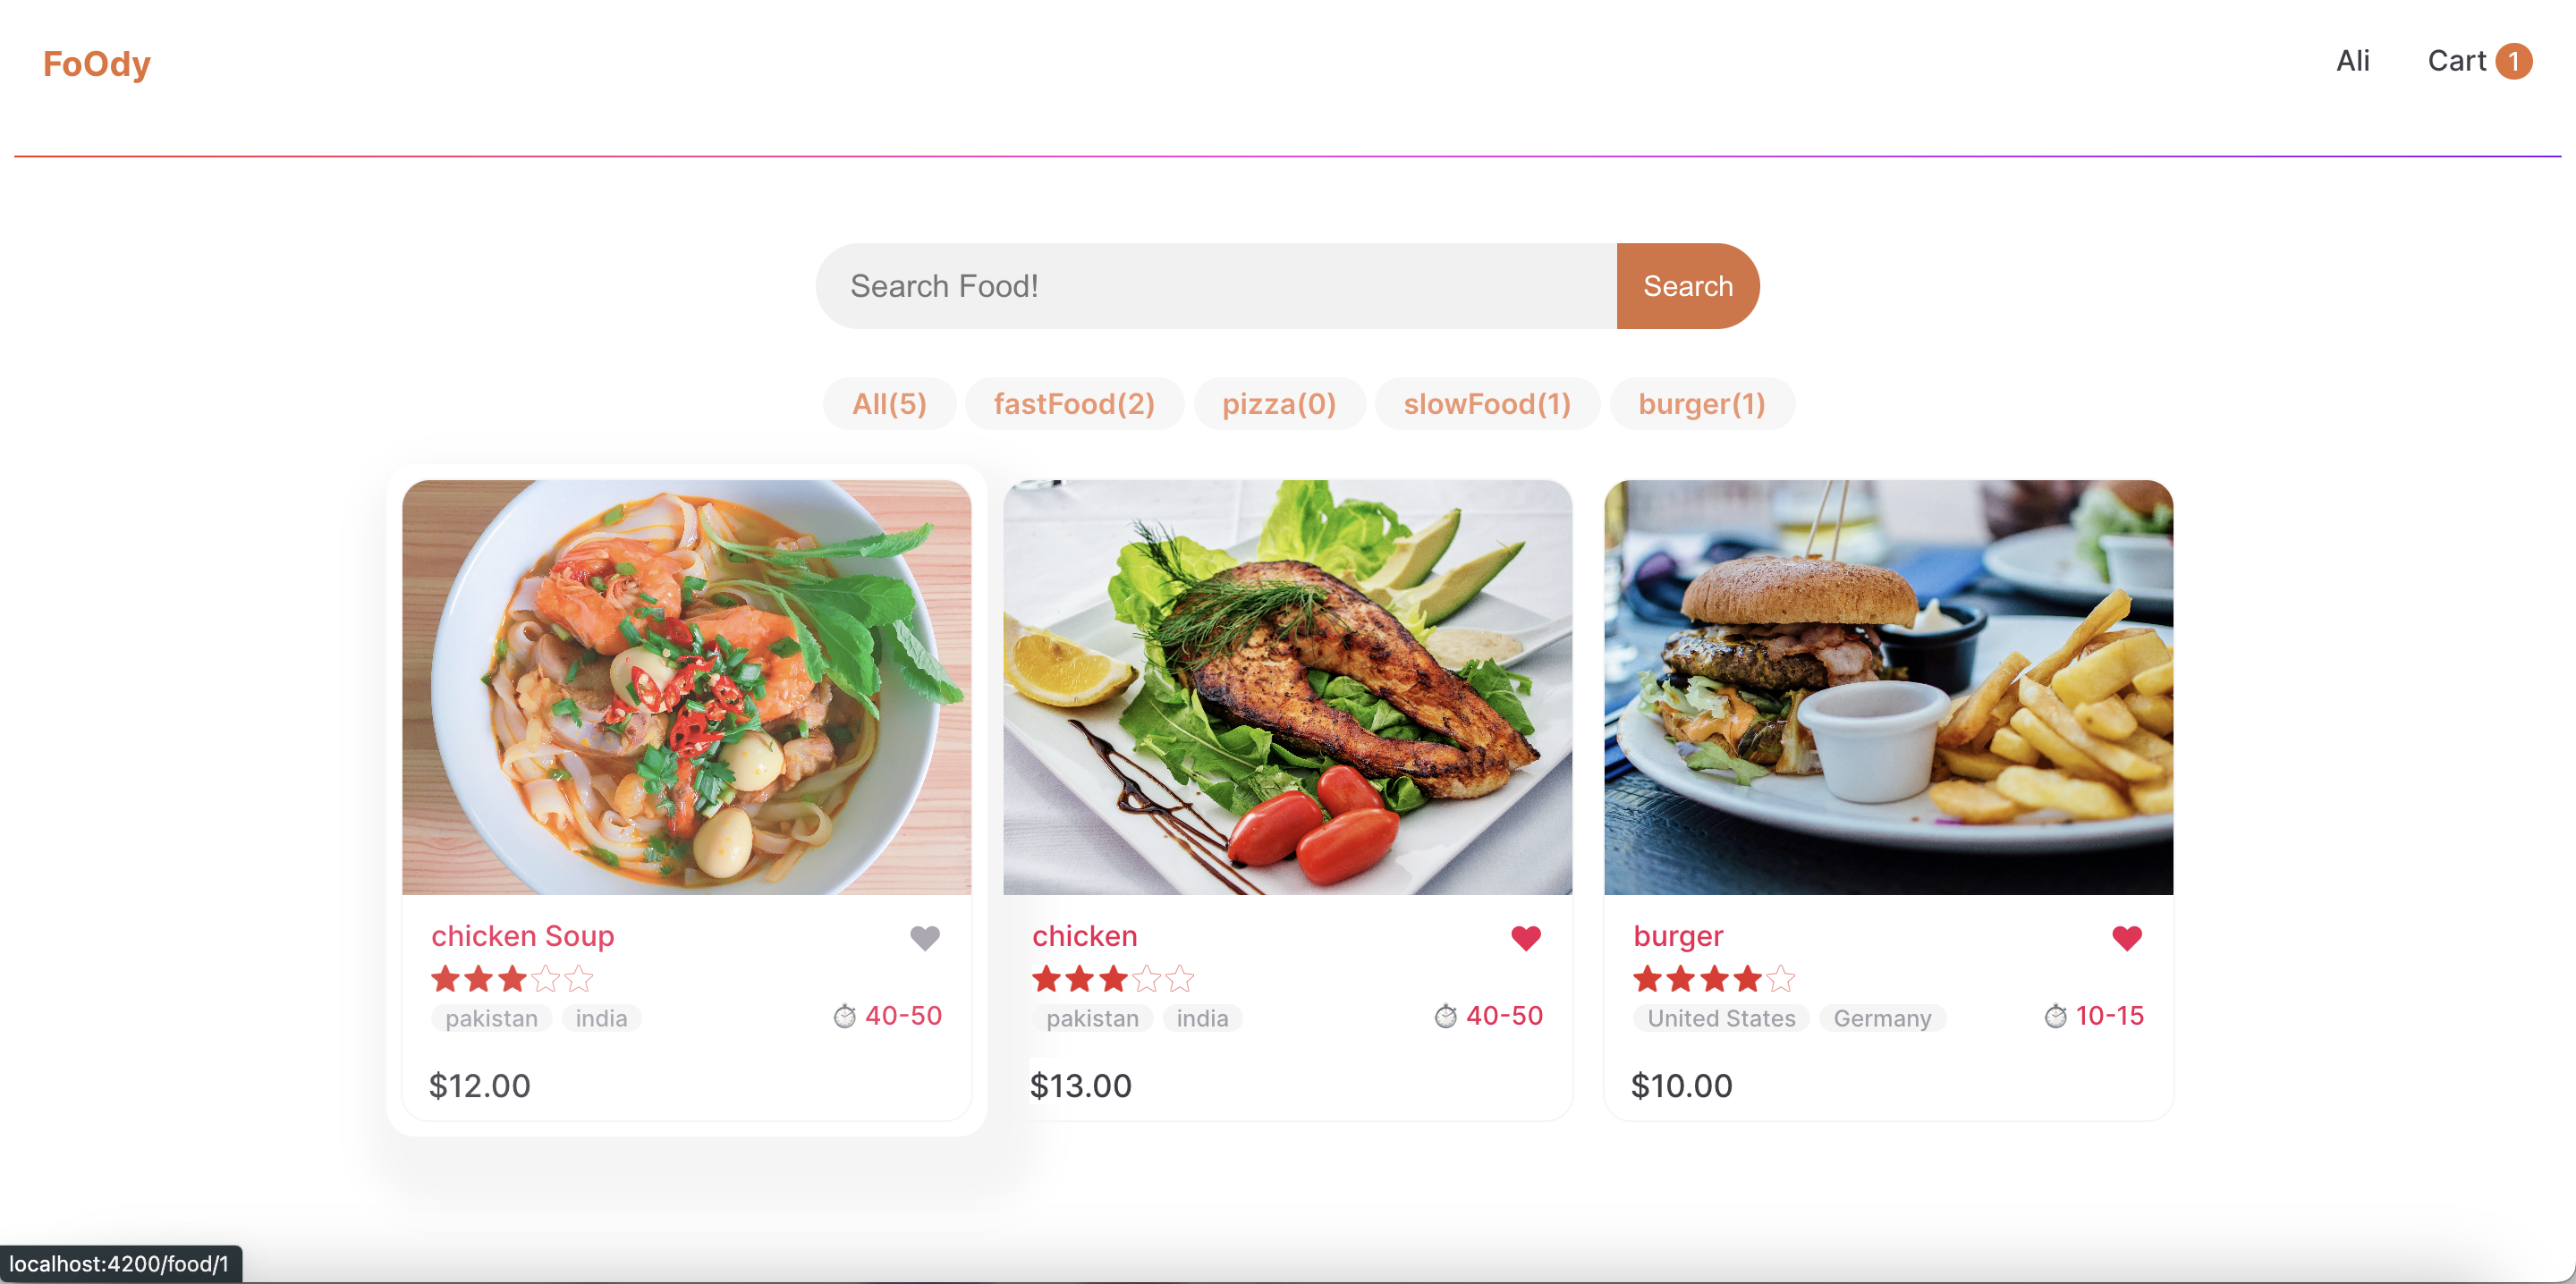 FoOdy
Ali Cart 1
Search Food! Search
All(5) fastFood(2) pizza(0) slowFood(1) burger(1)
chicken Soup
pakistan india 40-50
$12.00
chicken
pakistan india 40-50
$13.00
burger
United States Germany 10-15
$10.00
localhost:4200/food/1